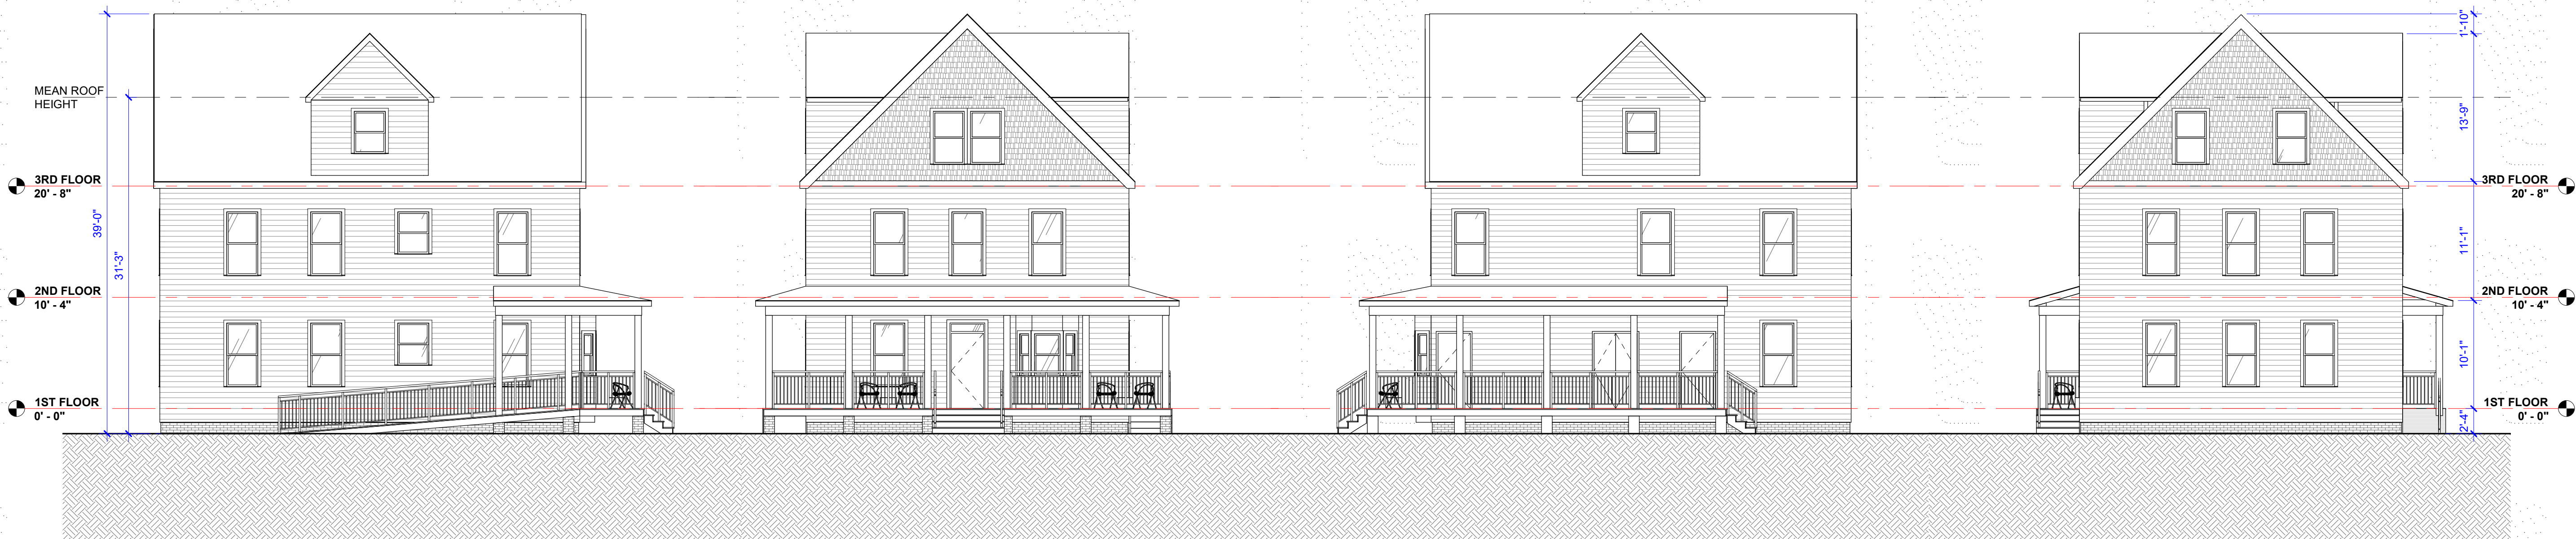 MEAN ROOF
HEIGHT
3RD FLOOR
20' - 8"
2ND FLOOR
10' - 4"
1ST FLOOR
0' - 0"
39'-0"
31'-3"
1'-10"
13'-9"
11'-1"
10'-1"
2'-4"
3RD FLOOR
20' - 8"
2ND FLOOR
10' - 4"
1ST FLOOR
0' - 0"